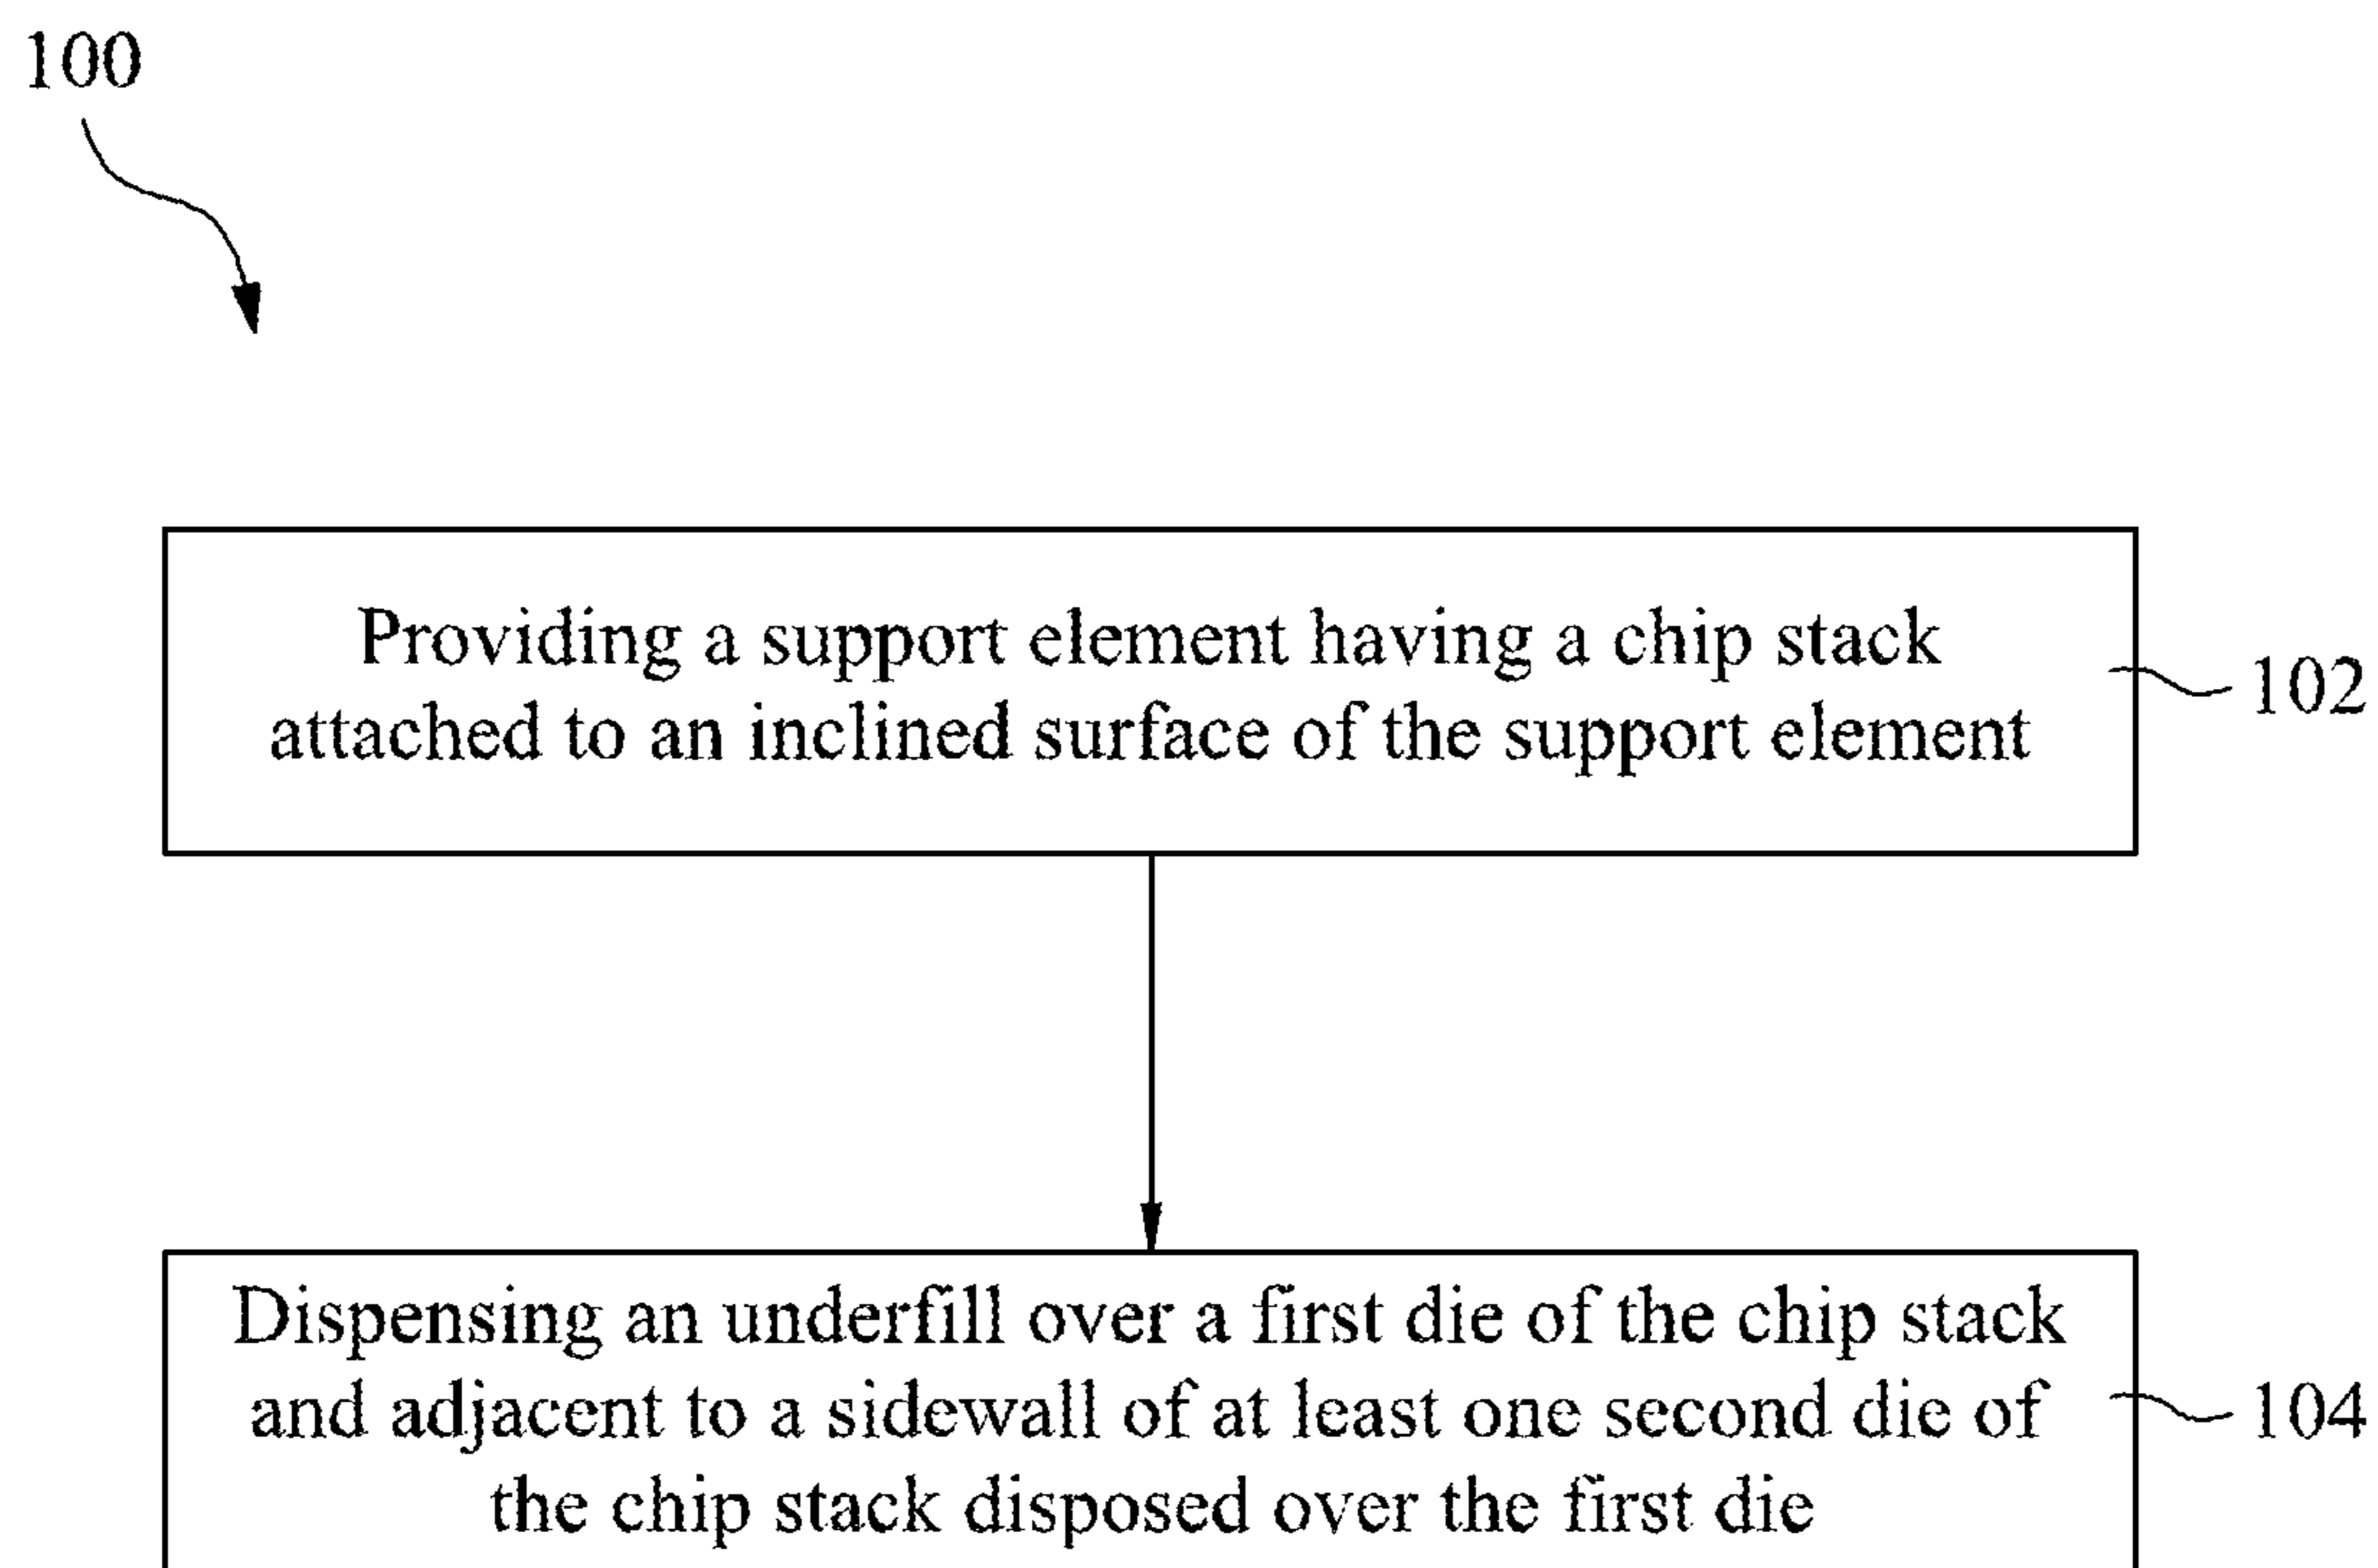 100
Providing a support element having a chip stack
attached to an inclined surface of the support element
102
Dispensing an underfill over a first die of the chip stack
and adjacent to a sidewall of at least one second die of
the chip stack disposed over the first die
104